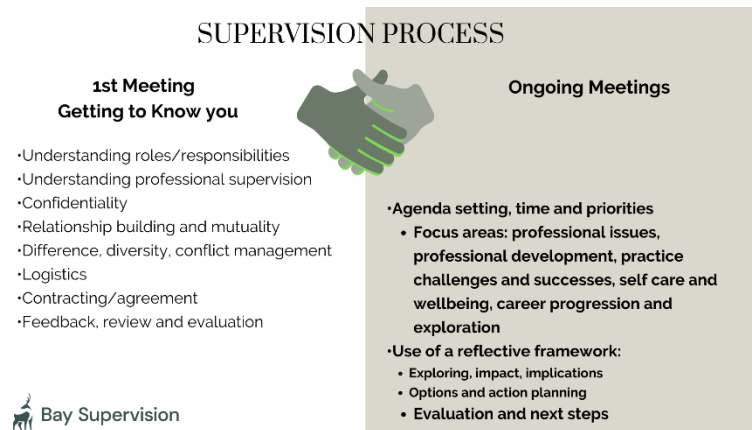 SUPERVISION PROCESS
1st Meeting
Getting to Know you
•Understanding roles/responsibilities
•Understanding professional supervision
•Confidentiality
•Relationship building and mutuality
•Difference, diversity, conflict management
•Logistics
•Contracting/agreement
•Feedback, review and evaluation
Bay Supervision
Ongoing Meetings
•Agenda setting, time and priorities
• Focus areas: professional issues,
professional development, practice
challenges and successes, self care and
wellbeing, career progression and
exploration
•Use of a reflective framework:
• Exploring, impact, implications
• Options and action planning
• Evaluation and next steps